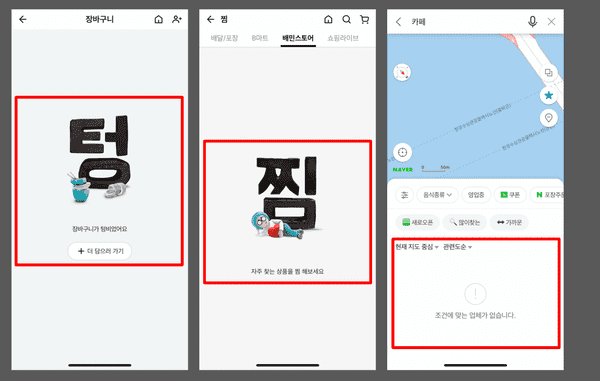 장바구니
텅
장바구니가 텅비었어요
+ 더 담으러 가기
찜
배달/포장 B마트 배민스토어 쇼핑라이브
찜
자주 찾는 상품을 찜 해보세요
카페
NAVER
음식종류 영업중 쿠폰 N 포장주문
새로오픈 많이찾는 가까운
현재 지도 중심 관련도순
조건에 맞는 업체가 없습니다.